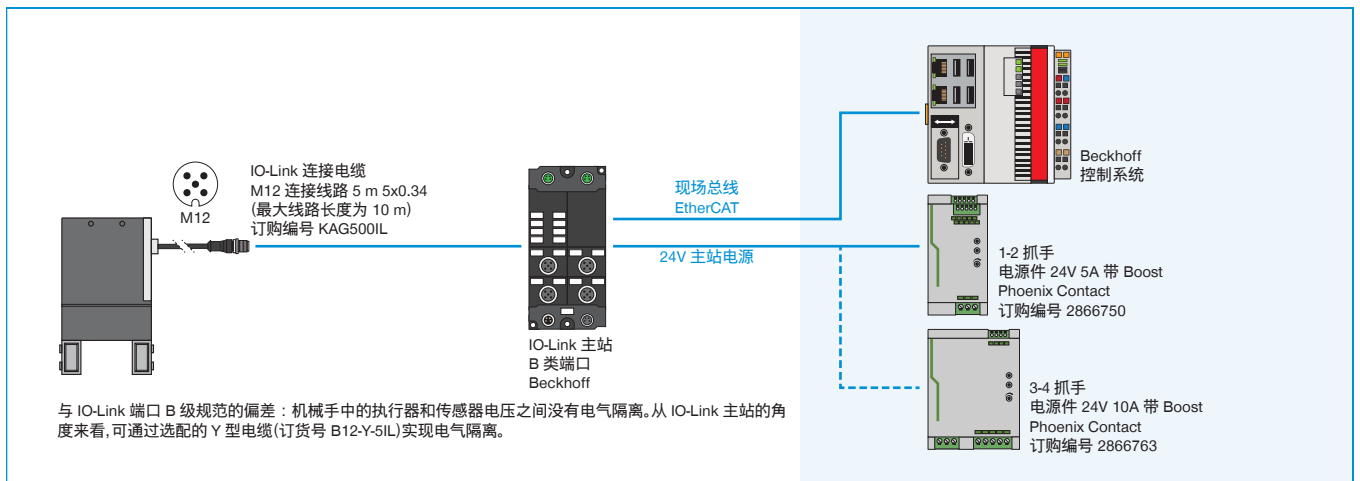 M12
IO-Link 连接电缆
M12 连接线路 5 m 5x0.34
(最大线路长度为 10 m)
订购编号 KAG500IL
IO-Link 主站
B 类端口
Beckhoff
现场总线
EtherCAT
24V 主站电源
Beckhoff
控制系统
1-2 抓手
电源件 24V 5A 带 Boost
Phoenix Contact
订购编号 2866750
3-4 抓手
电源件 24V 10A 带 Boost
Phoenix Contact
订购编号 2866763
与 IO-Link 端口 B 级规范的偏差：机械手中的执行器和传感器电压之间没有电气隔离。从 IO-Link 主站的角
度来看,可通过选配的 Y 型电缆(订货号 B12-Y-5IL)实现电气隔离。